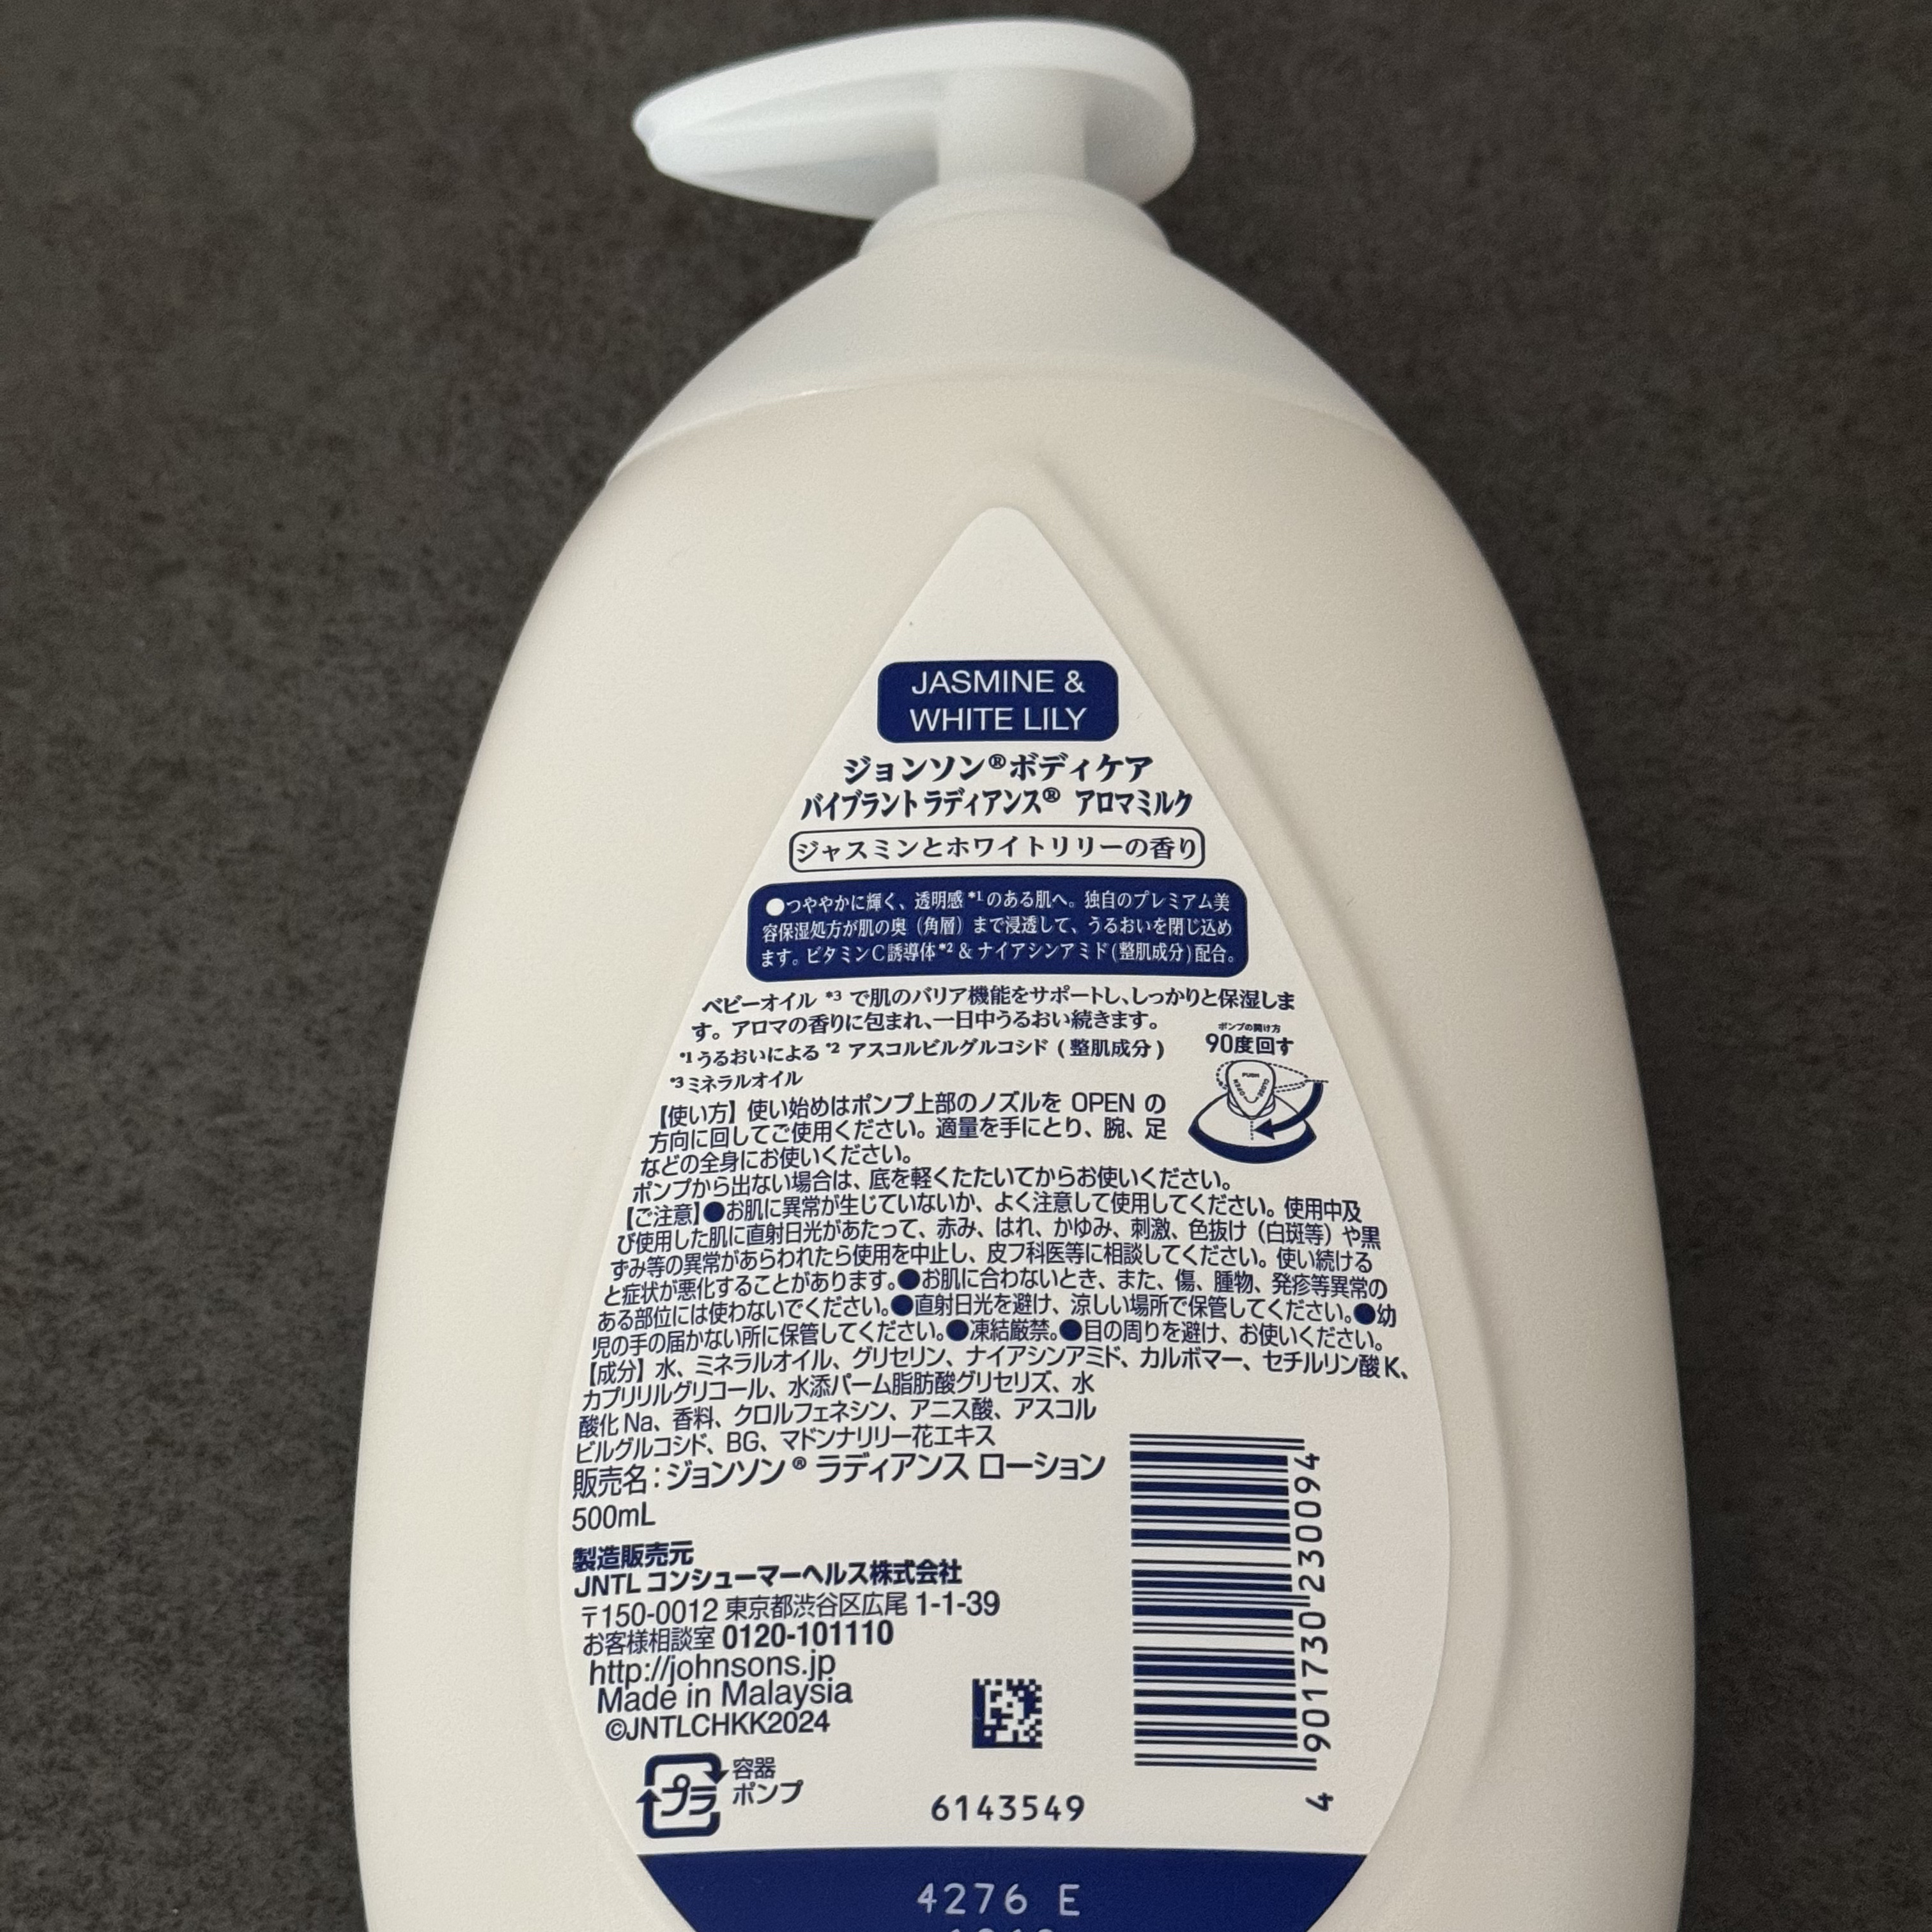 JASMINE &
WHITE LILY
ジョンソン®ボディケア
バイブラント ラディアンス® アロマミルク
ジャスミンとホワイトリリーの香り
●つややかに輝く、透明感*1のある肌へ。独自のプレミアム美
容保湿処方が肌の奥（角層）まで浸透して、うるおいを閉じ込め
ます。ビタミンC誘導体*2 & ナイアシンアミド(整肌成分)配合。
ベビーオイル *3 で肌のバリア機能をサポートし、しっかりと保湿しま
す。アロマの香りに包まれ、一日中うるおい続きます。
*1 うるおいによる *2 アスコルビルグルコシド ( 整肌成分 )
*3 ミネラルオイル
ポンプの開け方
90度回す
PUSH
【使い方】使い始めはポンプ上部のノズルを OPEN の
方向に回してご使用ください。適量を手にとり、腕、足
などの全身にお使いください。
ポンプから出ない場合は、底を軽くたたいてからお使いください。
【ご注意】●お肌に異常が生じていないか、よく注意して使用してください。使用中及
び使用した肌に直射日光があたって、赤み、はれ、かゆみ、刺激、色抜け（白斑等）や黒
ずみ等の異常があらわれたら使用を中止し、皮フ科医等に相談してください。使い続ける
と症状が悪化することがあります。●お肌に合わないとき、また、傷、腫物、発疹等異常の
ある部位には使わないでください。●直射日光を避け、涼しい場所で保管してください。●幼
児の手の届かない所に保管してください。●凍結厳禁。●目の周りを避け、お使いください。
【成分】水、ミネラルオイル、グリセリン、ナイアシンアミド、カルボマー、セチルリン酸K、
カプリリルグリコール、水添パーム脂肪酸グリセリズ、水
酸化Na、香料、クロルフェネシン、アニス酸、アスコル
ビルグルコシド、BG、マドンナリリー花エキス
販売名：ジョンソン® ラディアンス ローション
500mL
製造販売元
JNTL コンシューマーヘルス株式会社
〒150-0012 東京都渋谷区広尾 1-1-39
お客様相談室 0120-101110
http://johnsons.jp
Made in Malaysia
©JNTLCHKK2024
プラ
容器
ポンプ
6143549
4 901730 230094
4276 E